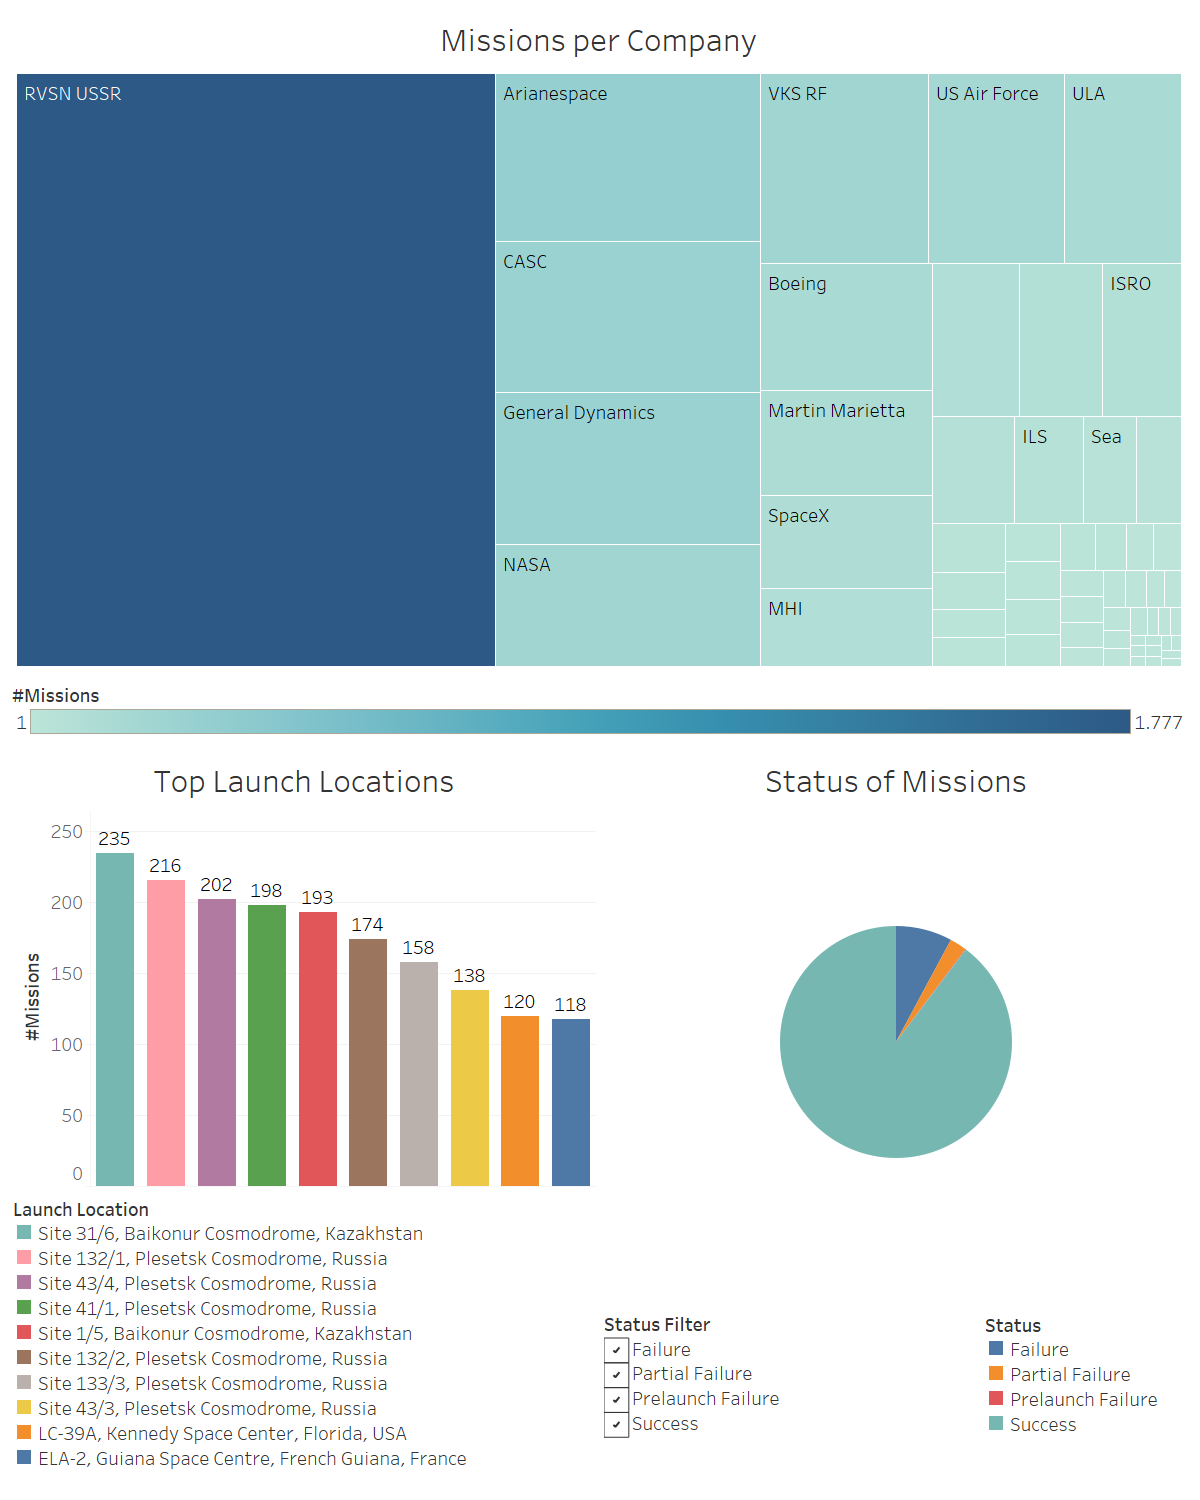 Missions per Company
RVSN USSR
Arianespace
VKS RF
US Air Force
ULA
CASC
Boeing
ISRO
General Dynamics
Martin Marietta
ILS
Sea
SpaceX
NASA
MHI
#Missions
1
1.777
Top Launch Locations
Status of Missions
#Missions
250
200
150
100
50
0
235
216
202
198
193
174
158
138
120
118
Launch Location
Site 31/6, Baikonur Cosmodrome, Kazakhstan
Site 132/1, Plesetsk Cosmodrome, Russia
Site 43/4, Plesetsk Cosmodrome, Russia
Site 41/1, Plesetsk Cosmodrome, Russia
Site 1/5, Baikonur Cosmodrome, Kazakhstan
Site 132/2, Plesetsk Cosmodrome, Russia
Site 133/3, Plesetsk Cosmodrome, Russia
Site 43/3, Plesetsk Cosmodrome, Russia
LC-39A, Kennedy Space Center, Florida, USA
ELA-2, Guiana Space Centre, French Guiana, France
Status Filter
Failure
Partial Failure
Prelaunch Failure
Success
Status
Failure
Partial Failure
Prelaunch Failure
Success